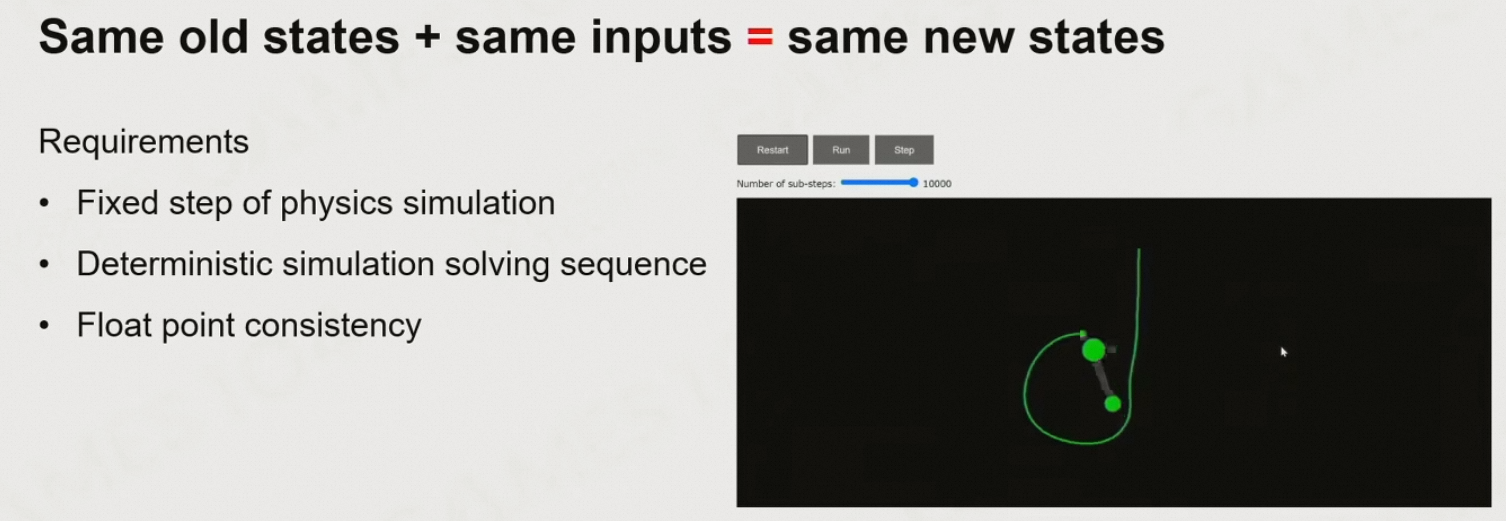 Same old states + same inputs = same new states
Requirements
• Fixed step of physics simulation
• Deterministic simulation solving sequence
• Float point consistency
Restart Run Step
Number of sub-steps: 10000